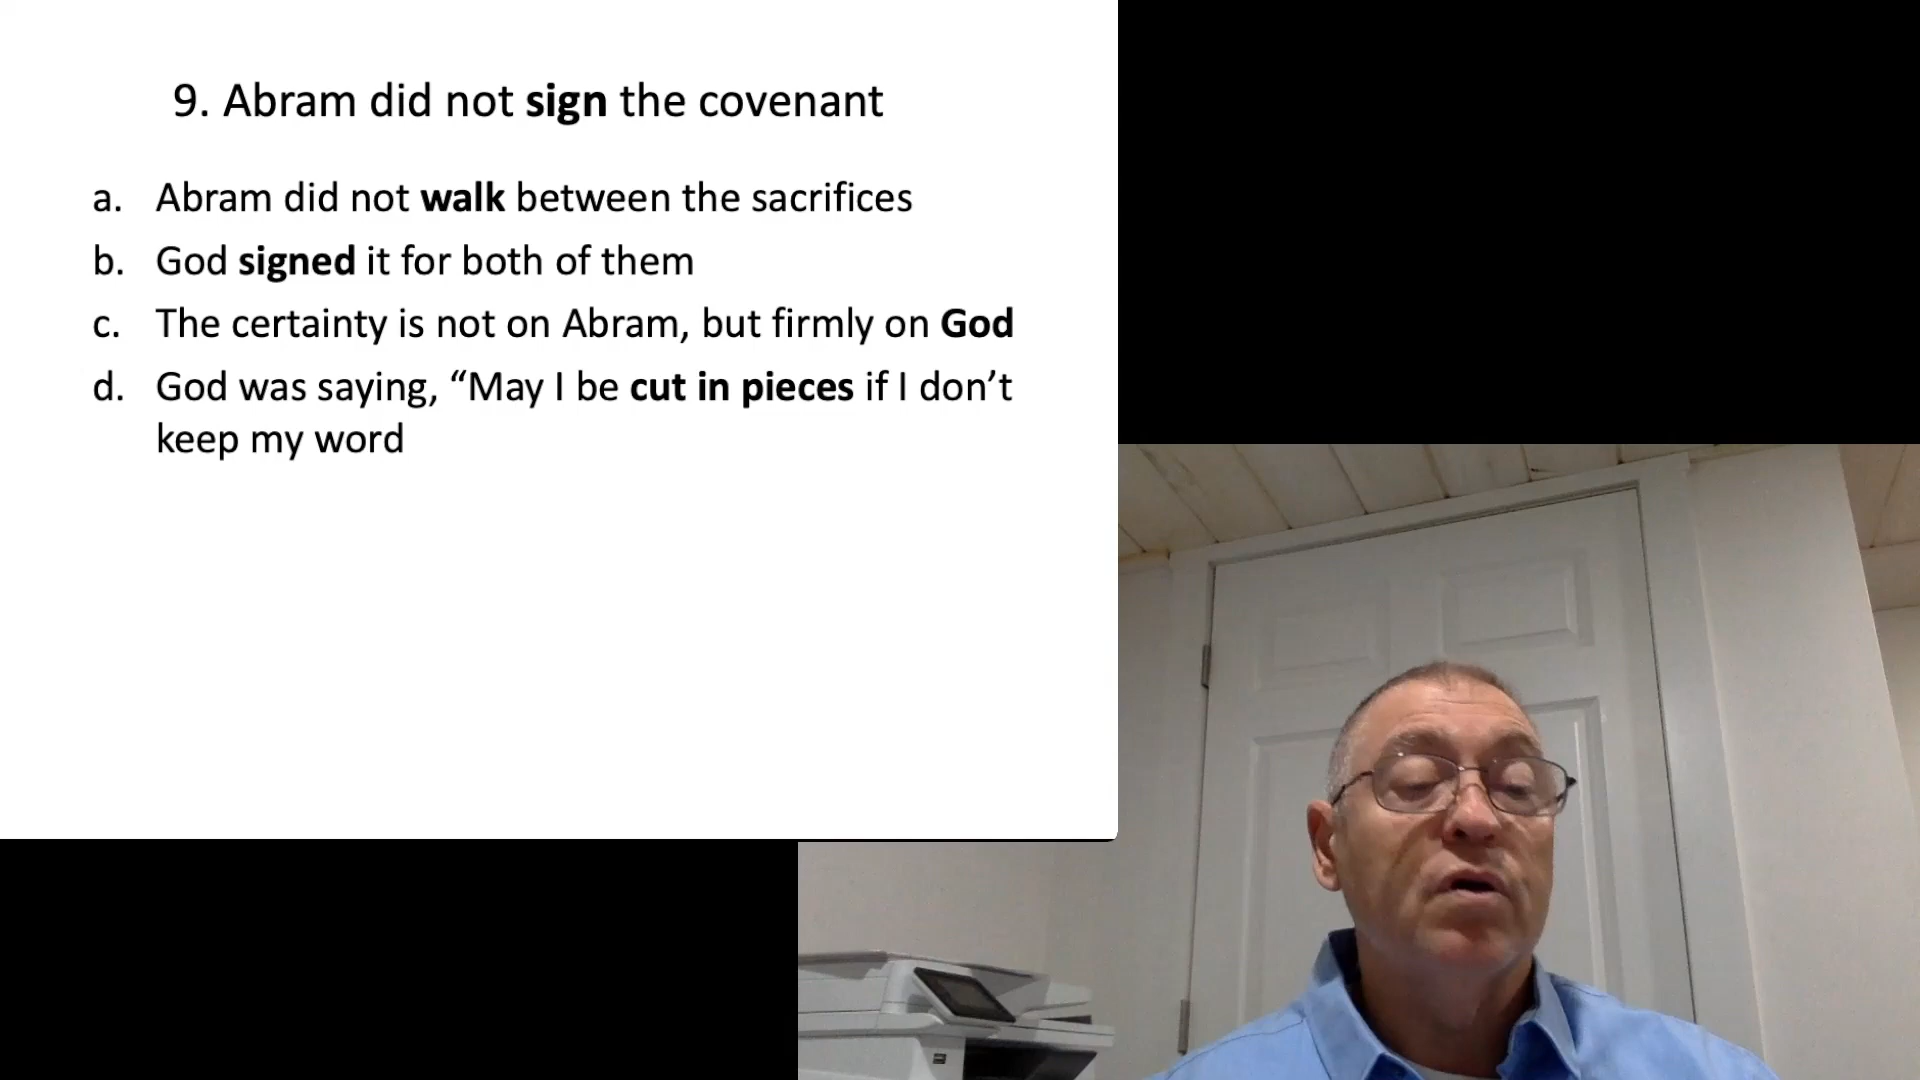 9. Abram did not sign the covenant
a. Abram did not walk between the sacrifices
b. God signed it for both of them
c. The certainty is not on Abram, but firmly on God
d. God was saying, “May I be cut in pieces if I don’t
keep my word